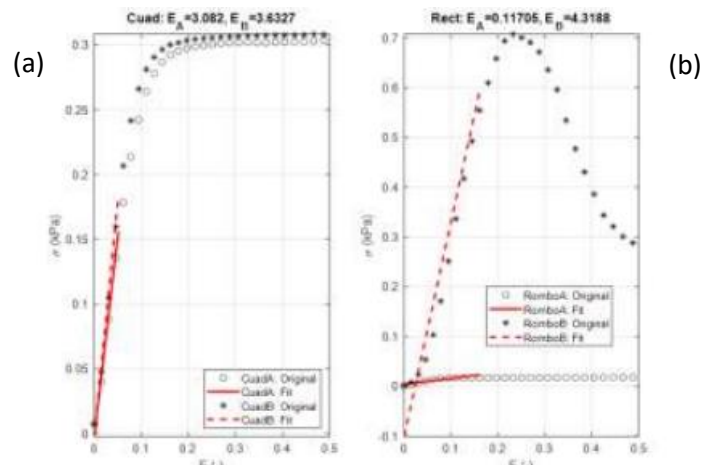 (a)
Cuad: E_A=3.082, E_B=3.6327
0.3
0.25
0.2
0.15
0.1
0.05
0
σ (kPa)
CuadA: Original
CuadA: Fit
CuadB: Original
CuadB: Fit
0 0.1 0.2 0.3 0.4 0.5
Rect: E_A=0.11705, E_B=4.3188
(b)
0.7
0.6
0.5
0.4
0.3
0.2
0.1
0
-0.1
σ (kPa)
RomboA: Original
RomboA: Fit
RomboB: Original
RomboB: Fit
0 0.1 0.2 0.3 0.4 0.5